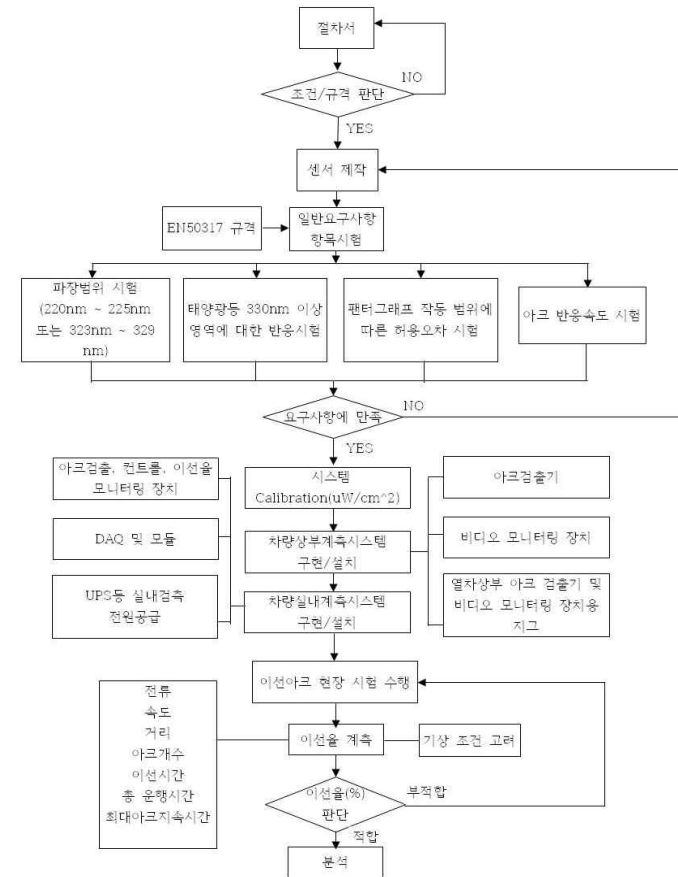 절차서
NO
조건/규격 판단
YES
센서 제작
EN50317 규격
일반요구사항
항목시험
파장범위 시험
(220nm ~ 225nm
또는 323nm ~ 329
nm)
태양광등 330nm 이상
영역에 대한 반응시험
팬터그래프 작동 범위에
따른 허용오차 시험
아크 반응속도 시험
요구사항에 만족
NO
YES
아크검출, 컨트롤, 이선율
모니터링 장치
시스템
Calibration(uW/cm^2)
아크검출기
DAQ 및 모듈
차량상부계측시스템
구현/설치
비디오 모니터링 장치
UPS등 실내검측
전원공급
차량실내계측시스템
구현/설치
열차상부 아크 검출기 및
비디오 모니터링 장치용
지그
이선아크 현장 시험 수행
전류
속도
거리
아크개수
이선시간
총 운행시간
최대아크지속시간
이선율 계측
기상 조건 고려
이선율(%)
판단
부적합
적합
분석